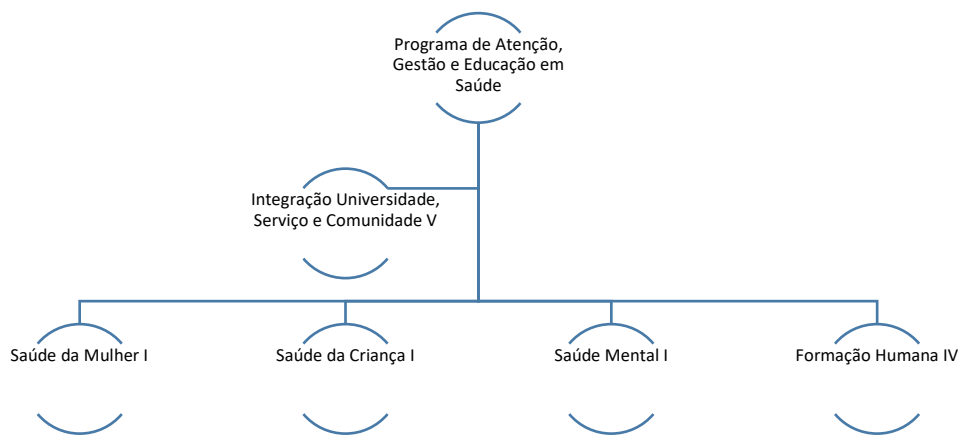 Programa de Atenção,
Gestão e Educação em
Saúde
Integração Universidade,
Serviço e Comunidade V
Saúde da Mulher I
Saúde da Criança I
Saúde Mental I
Formação Humana IV